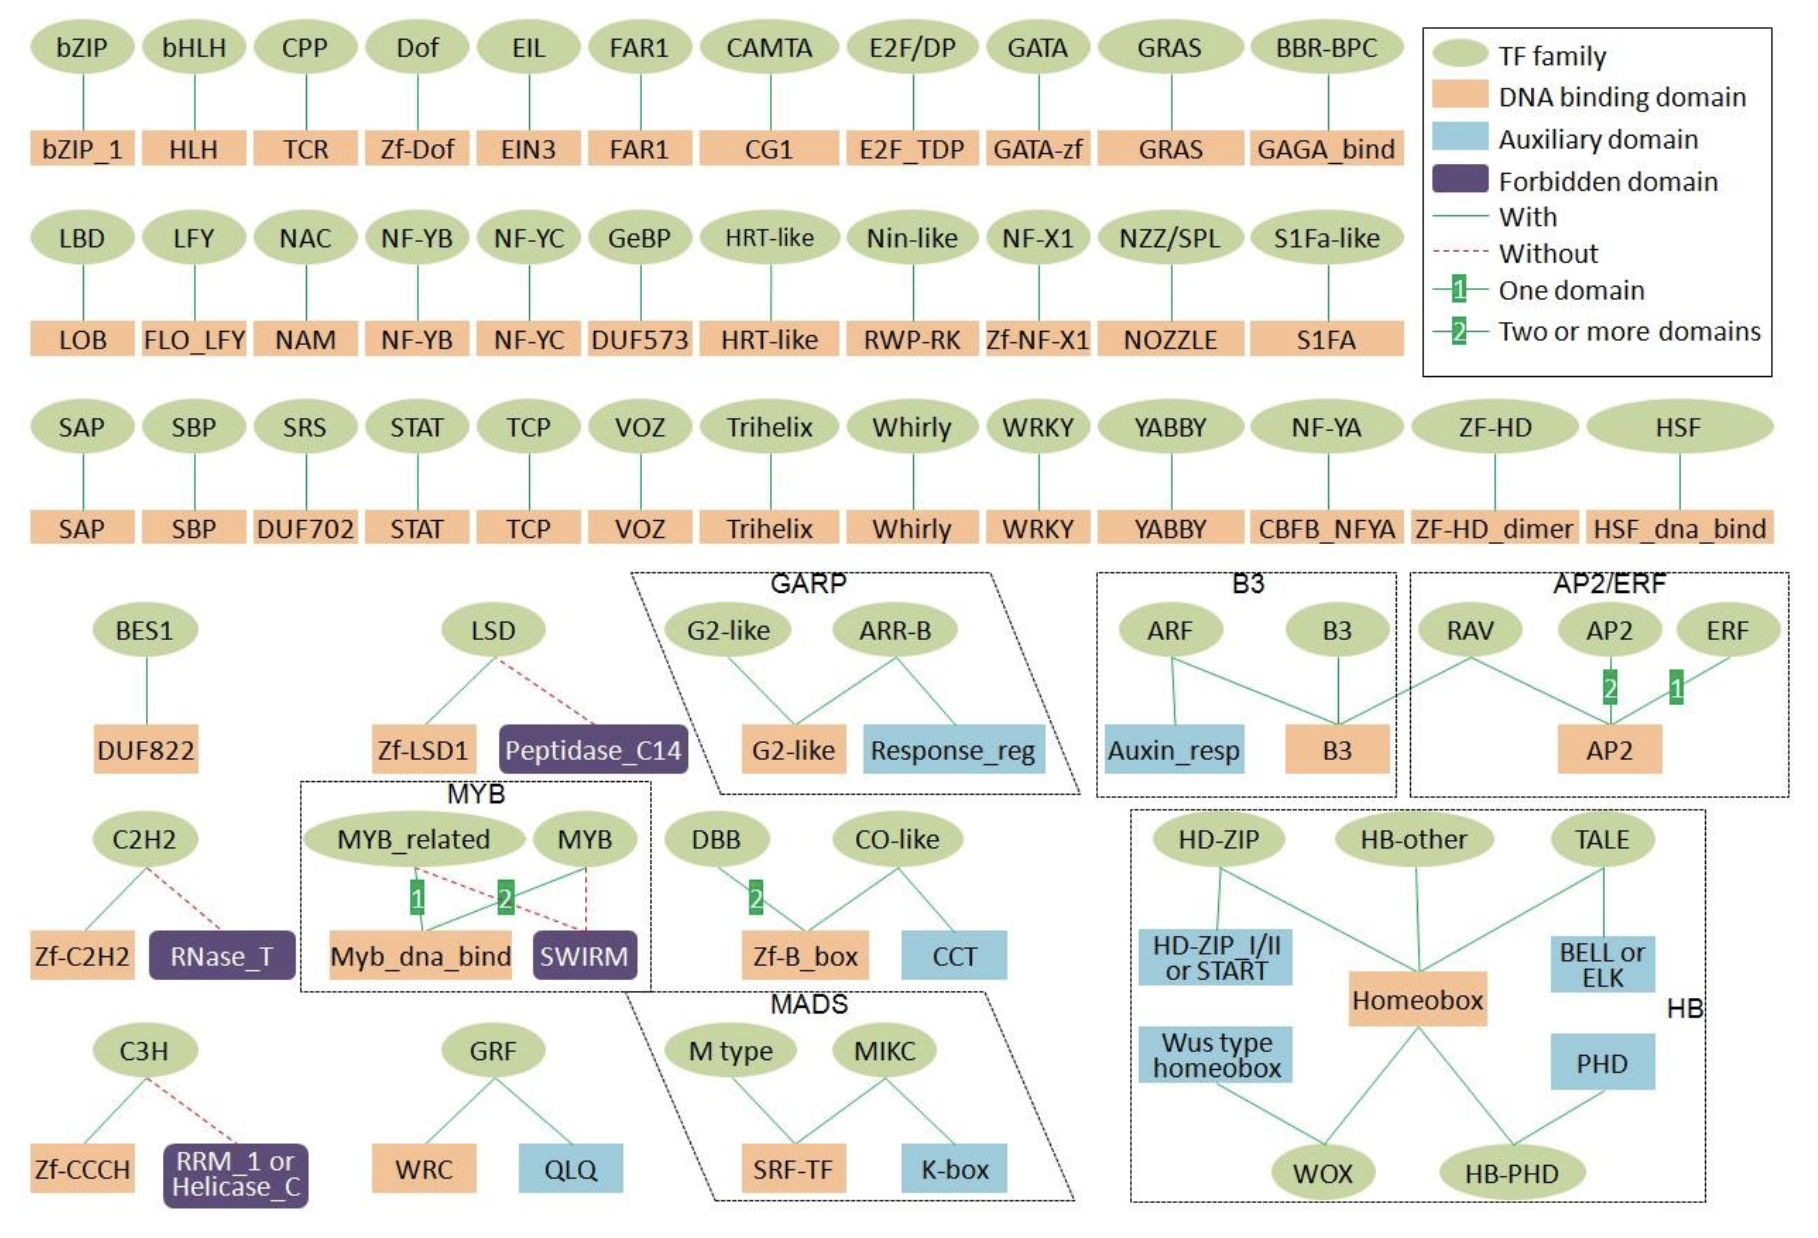 bZIP bHLH CPP Dof EIL FAR1 CAMTA E2F/DP GATA GRAS BBR-BPC
bZIP_1 HLH TCR Zf-Dof EIN3 FAR1 CG1 E2F_TDP GATA-zf GRAS GAGA_bind
TF family
DNA binding domain
Auxiliary domain
Forbidden domain
With
Without
1 One domain
2 Two or more domains
LBD LFY NAC NF-YB NF-YC GeBP HRT-like Nin-like NF-X1 NZZ/SPL S1Fa-like
LOB FLO_LFY NAM NF-YB NF-YC DUF573 HRT-like RWP-RK Zf-NF-X1 NOZZLE S1FA
SAP SBP SRS STAT TCP VOZ Trihelix Whirly WRKY YABBY NF-YA ZF-HD HSF
SAP SBP DUF702 STAT TCP VOZ Trihelix Whirly WRKY YABBY CBFB_NFYA ZF-HD_dimer HSF_dna_bind
GARP B3 AP2/ERF
BES1 LSD G2-like ARR-B ARF B3 RAV AP2 ERF
2 1
DUF822 Zf-LSD1 Peptidase_C14 G2-like Response_reg Auxin_resp B3 AP2
MYB
C2H2 MYB_related MYB DBB CO-like HD-ZIP HB-other TALE
1 2 2
Zf-C2H2 RNase_T Myb_dna_bind SWIRM Zf-B_box CCT
HD-ZIP_I/II
or START
BELL or
ELK
Homeobox
HB
MADS
C3H GRF M type MIKC
Wus type
homeobox
PHD
Zf-CCCH
RRM_1 or
Helicase_C
WRC QLQ SRF-TF K-box WOX HB-PHD